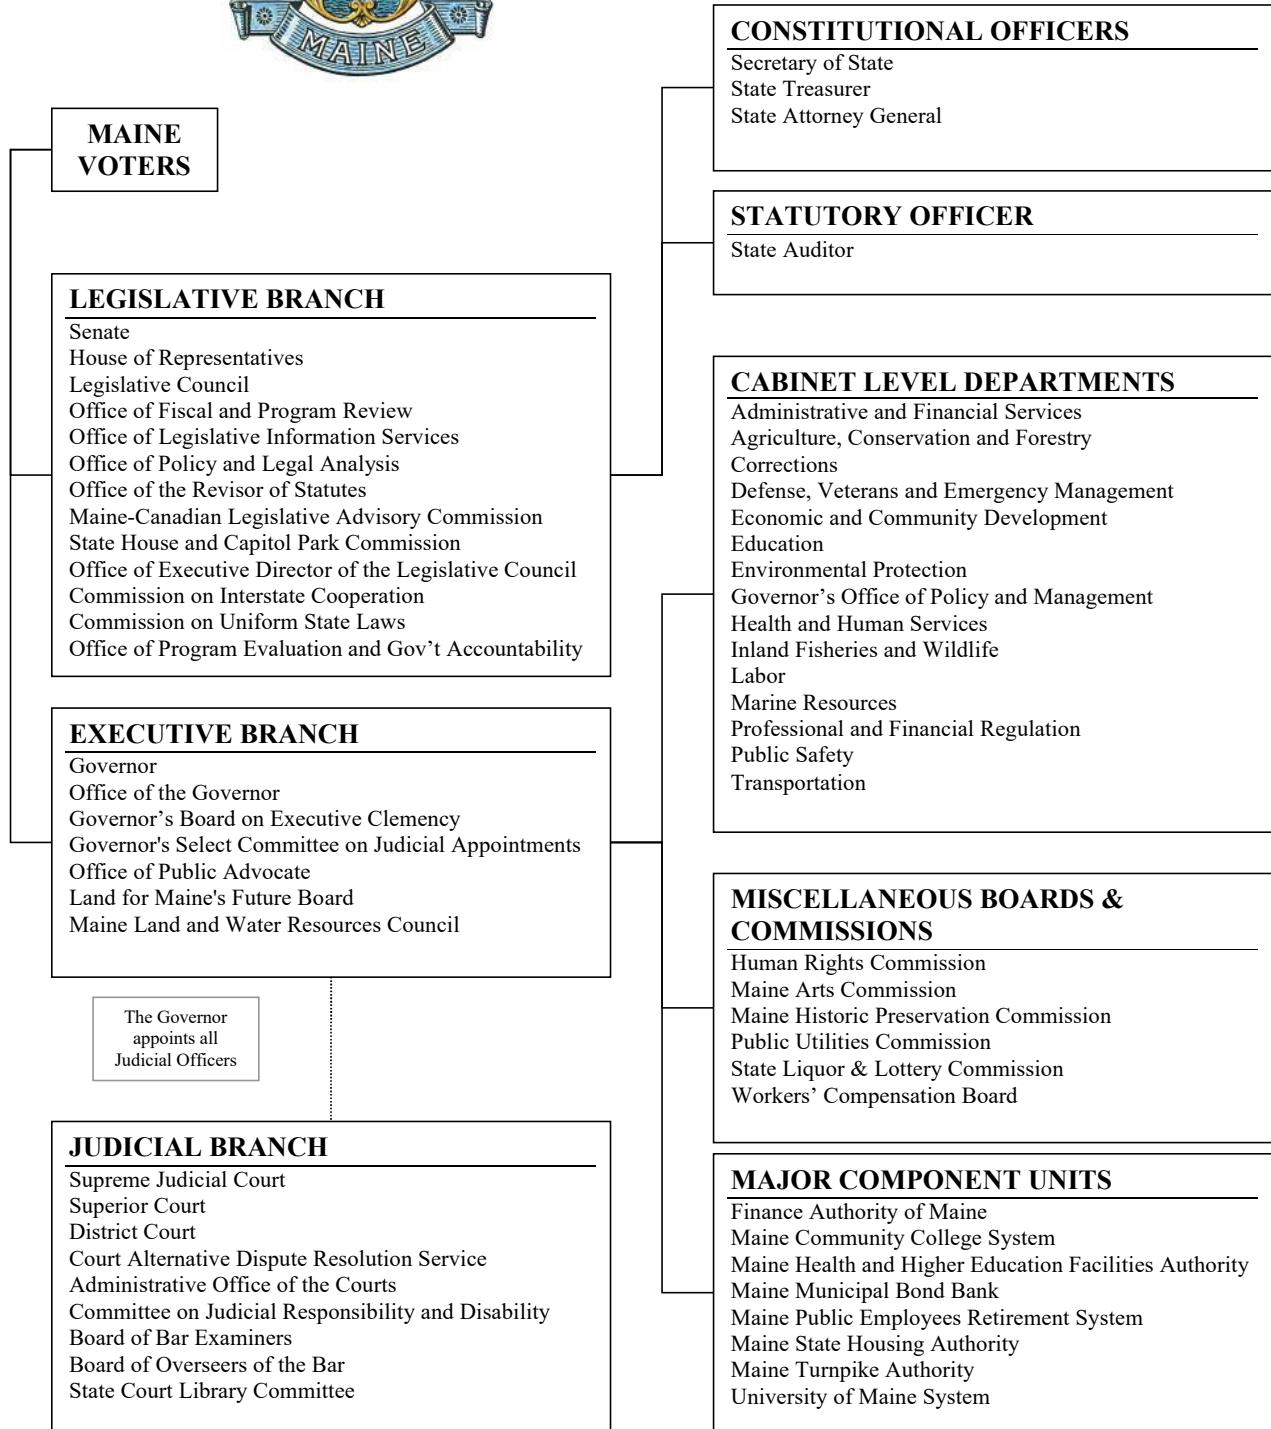 MAINE
MAINE
VOTERS
LEGISLATIVE BRANCH
Senate
House of Representatives
Legislative Council
Office of Fiscal and Program Review
Office of Legislative Information Services
Office of Policy and Legal Analysis
Office of the Revisor of Statutes
Maine-Canadian Legislative Advisory Commission
State House and Capitol Park Commission
Office of Executive Director of the Legislative Council
Commission on Interstate Cooperation
Commission on Uniform State Laws
Office of Program Evaluation and Gov’t Accountability
EXECUTIVE BRANCH
Governor
Office of the Governor
Governor’s Board on Executive Clemency
Governor's Select Committee on Judicial Appointments
Office of Public Advocate
Land for Maine's Future Board
Maine Land and Water Resources Council
The Governor
appoints all
Judicial Officers
JUDICIAL BRANCH
Supreme Judicial Court
Superior Court
District Court
Court Alternative Dispute Resolution Service
Administrative Office of the Courts
Committee on Judicial Responsibility and Disability
Board of Bar Examiners
Board of Overseers of the Bar
State Court Library Committee
CONSTITUTIONAL OFFICERS
Secretary of State
State Treasurer
State Attorney General
STATUTORY OFFICER
State Auditor
CABINET LEVEL DEPARTMENTS
Administrative and Financial Services
Agriculture, Conservation and Forestry
Corrections
Defense, Veterans and Emergency Management
Economic and Community Development
Education
Environmental Protection
Governor’s Office of Policy and Management
Health and Human Services
Inland Fisheries and Wildlife
Labor
Marine Resources
Professional and Financial Regulation
Public Safety
Transportation
MISCELLANEOUS BOARDS &
COMMISSIONS
Human Rights Commission
Maine Arts Commission
Maine Historic Preservation Commission
Public Utilities Commission
State Liquor & Lottery Commission
Workers’ Compensation Board
MAJOR COMPONENT UNITS
Finance Authority of Maine
Maine Community College System
Maine Health and Higher Education Facilities Authority
Maine Municipal Bond Bank
Maine Public Employees Retirement System
Maine State Housing Authority
Maine Turnpike Authority
University of Maine System